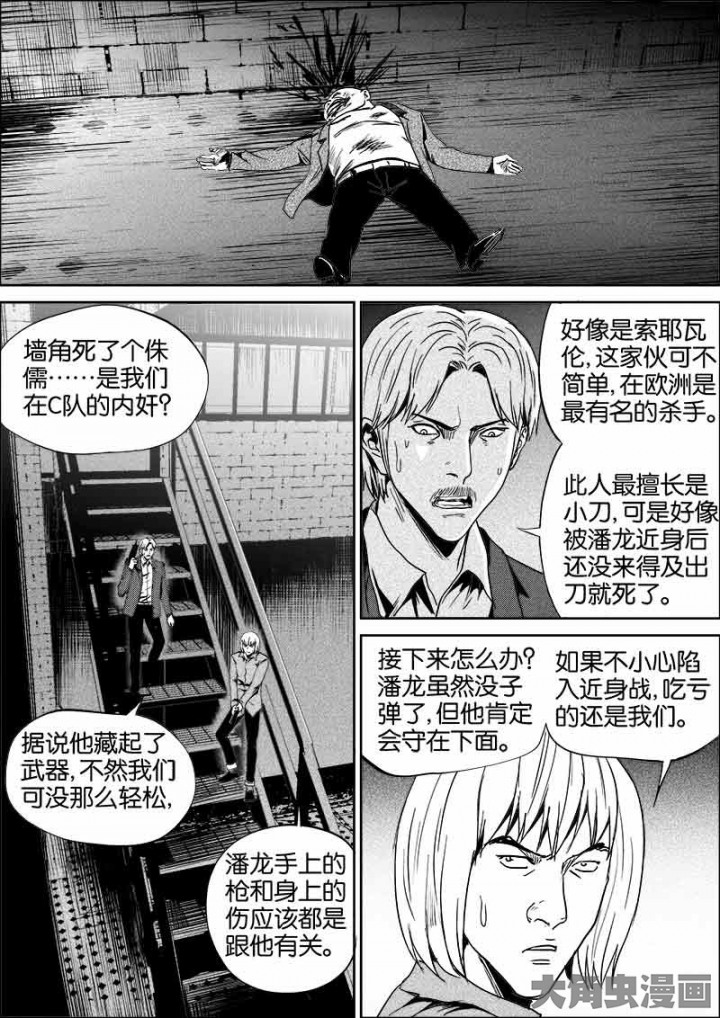 墙角死了个侏
儒……是我们
在C队的内奸?
据说他藏起了
武器,不然我们
可没那么轻松,
潘龙手上的
枪和身上的
伤应该都是
跟他有关。
好像是索耶瓦
伦,这家伙可不
简单,在欧洲是
最有名的杀手。
此人最擅长是
小刀,可是好像
被潘龙近身后
还没来得及出
刀就死了。
接下来怎么办?
潘龙虽然没子
弹了,但他肯定
会守在下面。
如果不小心陷
入近身战,吃亏
的还是我们。
大角虫漫画